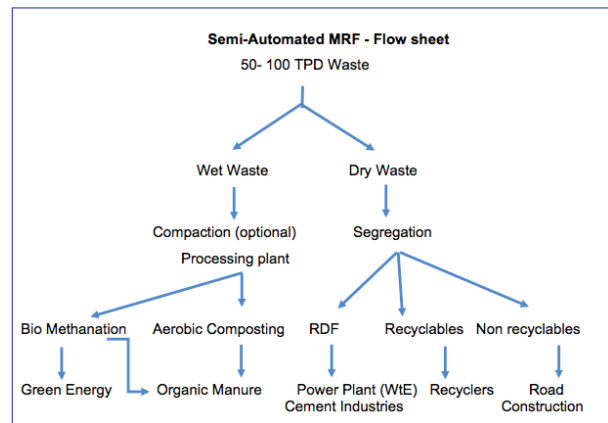 Semi-Automated MRF - Flow sheet
50- 100 TPD Waste
Wet Waste
Dry Waste
Compaction (optional)
Segregation
Processing plant
Bio Methanation
Aerobic Composting
RDF
Recyclables
Non recyclables
Green Energy
Organic Manure
Power Plant (WtE)
Cement Industries
Recyclers
Road
Construction